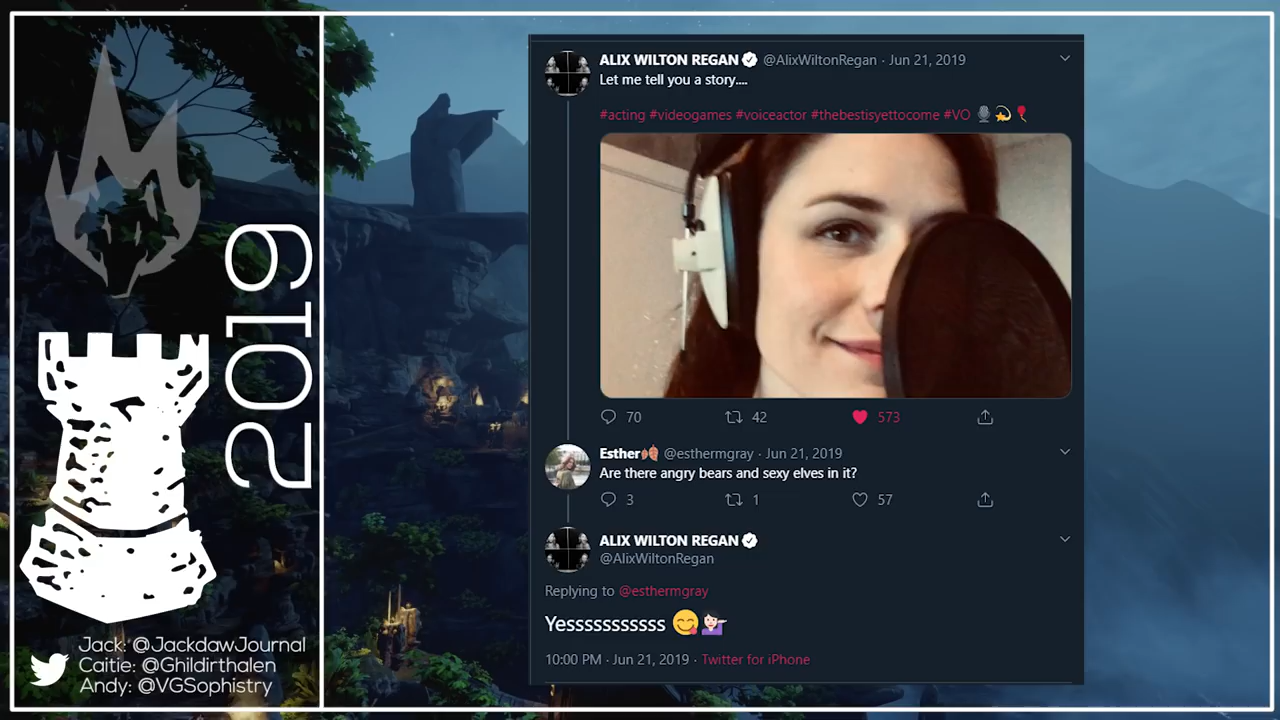 2019
Jack: @JackdawJournal
Caitie: @Ghildirthalen
Andy: @VGSophistry
ALIX WILTON REGAN @AlixWiltonRegan · Jun 21, 2019
Let me tell you a story....
#acting #videogames #voiceactor #thebestisyettocome #VO 🎙️💫🎈
70 42 573
Esther🍂 @esthermgray · Jun 21, 2019
Are there angry bears and sexy elves in it?
3 1 57
ALIX WILTON REGAN
@AlixWiltonRegan
Replying to @esthermgray
Yesssssssssss 😋💁🏻‍♀️
10:00 PM · Jun 21, 2019 · Twitter for iPhone